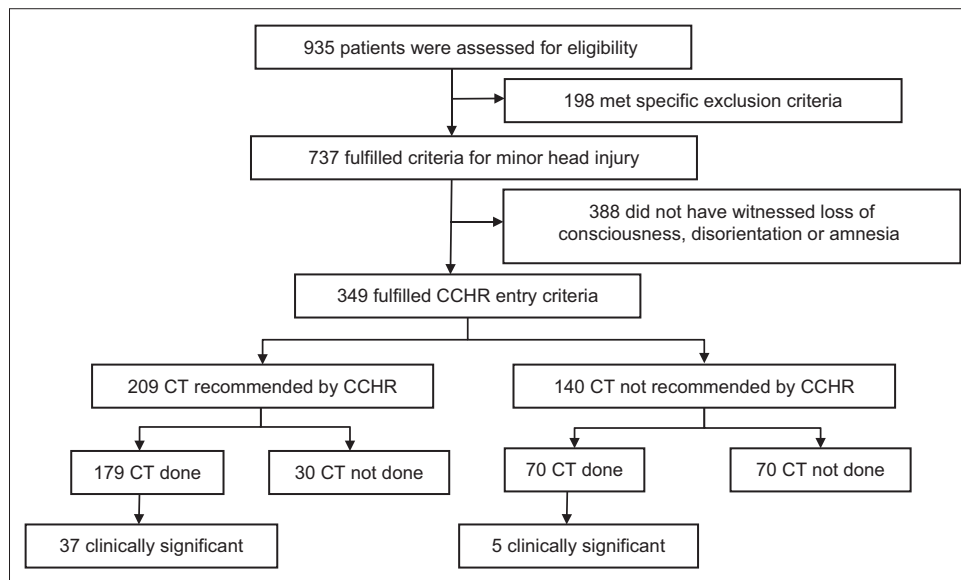 935 patients were assessed for eligibility
198 met specific exclusion criteria
737 fulfilled criteria for minor head injury
388 did not have witnessed loss of
consciousness, disorientation or amnesia
349 fulfilled CCHR entry criteria
209 CT recommended by CCHR
140 CT not recommended by CCHR
179 CT done
30 CT not done
70 CT done
70 CT not done
37 clinically significant
5 clinically significant